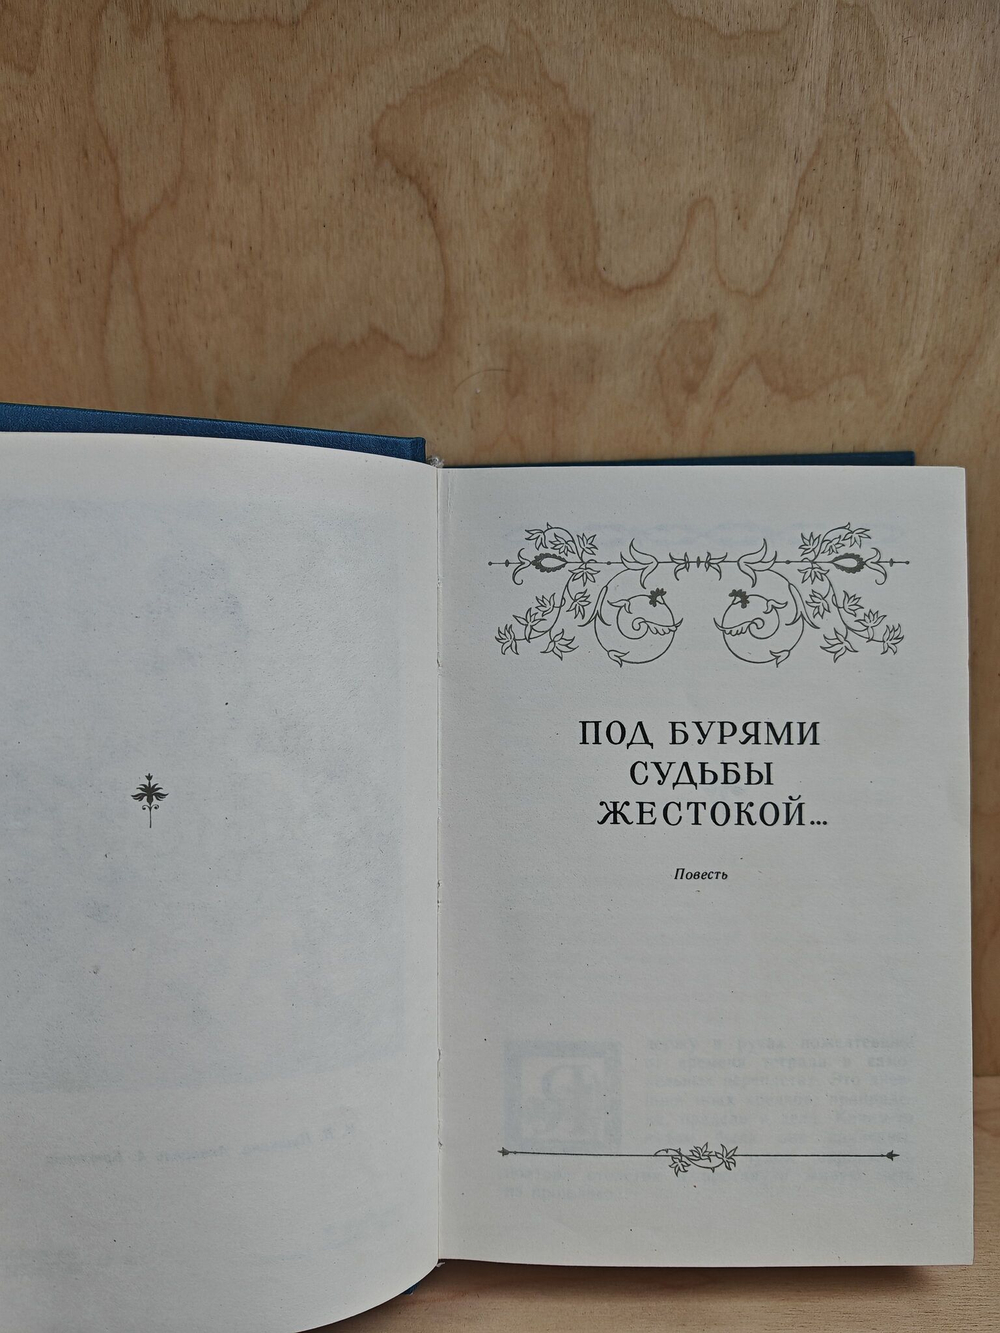 ПОД БУРЯМИ
СУДЬБЫ
ЖЕСТОКОЙ...
Повесть